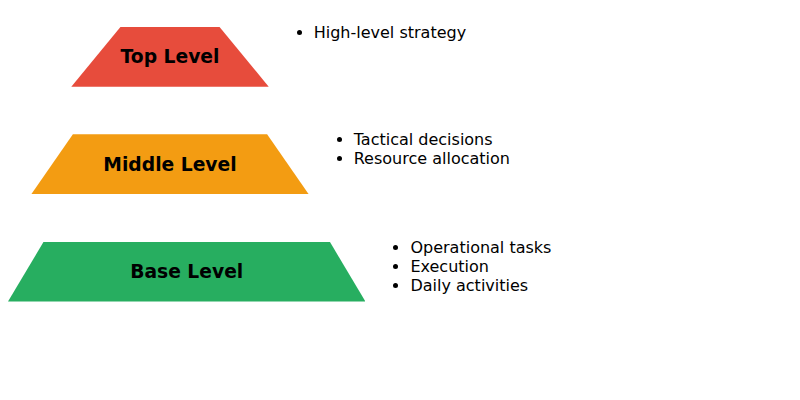 Top Level
• High-level strategy
Middle Level
• Tactical decisions
• Resource allocation
Base Level
• Operational tasks
• Execution
• Daily activities